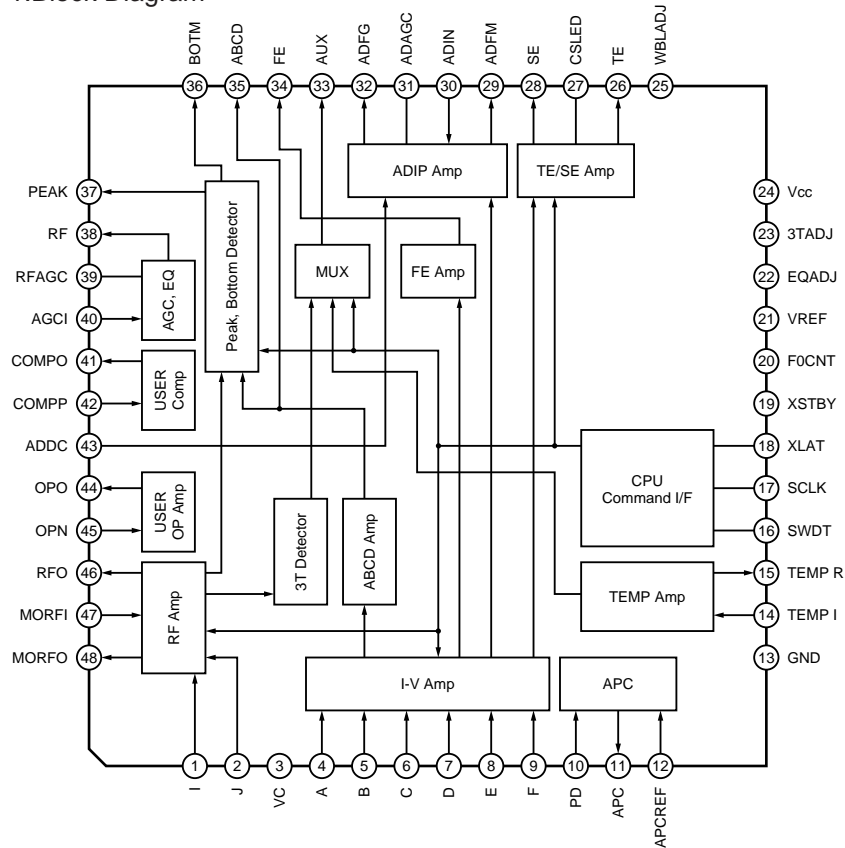 BOTM
ABCD
FE
AUX
ADFG
ADAGC
ADIN
ADFM
SE
CSLED
TE
WBLADJ
36
35
34
33
32
31
30
29
28
27
26
25
ADIP Amp
TE/SE Amp
PEAK 37
RF 38
RFAGC 39
AGCI 40
COMPO 41
COMPP 42
ADDC 43
OPO 44
OPN 45
RFO 46
MORFI 47
MORFO 48
Peak, Bottom Detector
AGC, EQ
USER
Comp
USER
OP Amp
RF Amp
MUX
FE Amp
3T Detector
ABCD Amp
CPU
Command I/F
TEMP Amp
I-V Amp
APC
24 Vcc
23 3TADJ
22 EQADJ
21 VREF
20 F0CNT
19 XSTBY
18 XLAT
17 SCLK
16 SWDT
15 TEMP R
14 TEMP I
13 GND
1
2
3
4
5
6
7
8
9
10
11
12
I
J
VC
A
B
C
D
E
F
PD
APC
APCREF